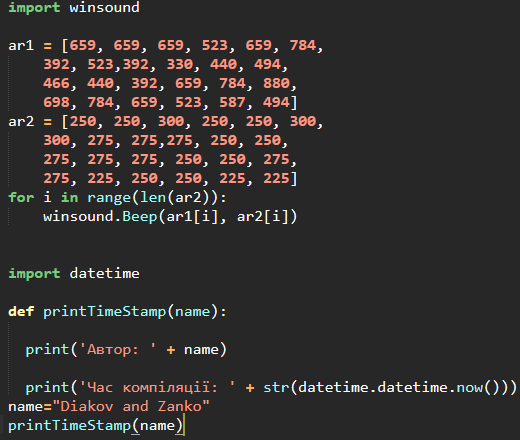 import winsound
ar1 = [659, 659, 659, 523, 659, 784,
392, 523,392, 330, 440, 494,
466, 440, 392, 659, 784, 880,
698, 784, 659, 523, 587, 494]
ar2 = [250, 250, 300, 250, 250, 300,
300, 275, 275,275, 250, 250,
275, 275, 275, 250, 250, 275,
275, 225, 250, 250, 225, 225]
for i in range(len(ar2)):
winsound.Beep(ar1[i], ar2[i])
import datetime
def printTimeStamp(name):
print('Автор: ' + name)
print('Час компіляції: ' + str(datetime.datetime.now()))
name="Diakov and Zanko"
printTimeStamp(name)